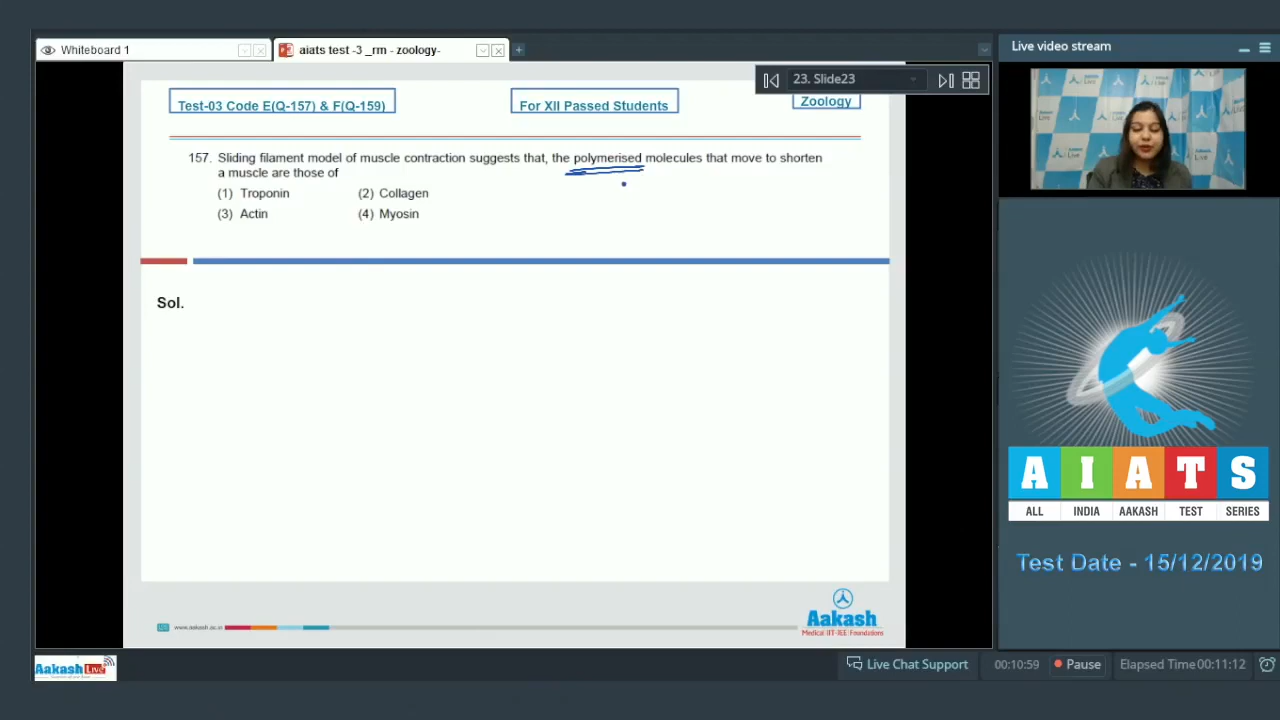 Whiteboard 1
aiats test -3 _rm - zoology-
Live video stream
23. Slide23
Test-03 Code E(Q-157) & F(Q-159)
For XII Passed Students
Zoology
157. Sliding filament model of muscle contraction suggests that, the polymerised molecules that move to shorten
a muscle are those of
(1) Troponin (2) Collagen
(3) Actin (4) Myosin
Sol.
A I A T S
ALL INDIA AAKASH TEST SERIES
Test Date - 15/12/2019
www.aakash.ac.in
Aakash
Medical|IIT-JEE|Foundations
Aakash Live
Live Chat Support
00:10:59
Pause
Elapsed Time 00:11:12